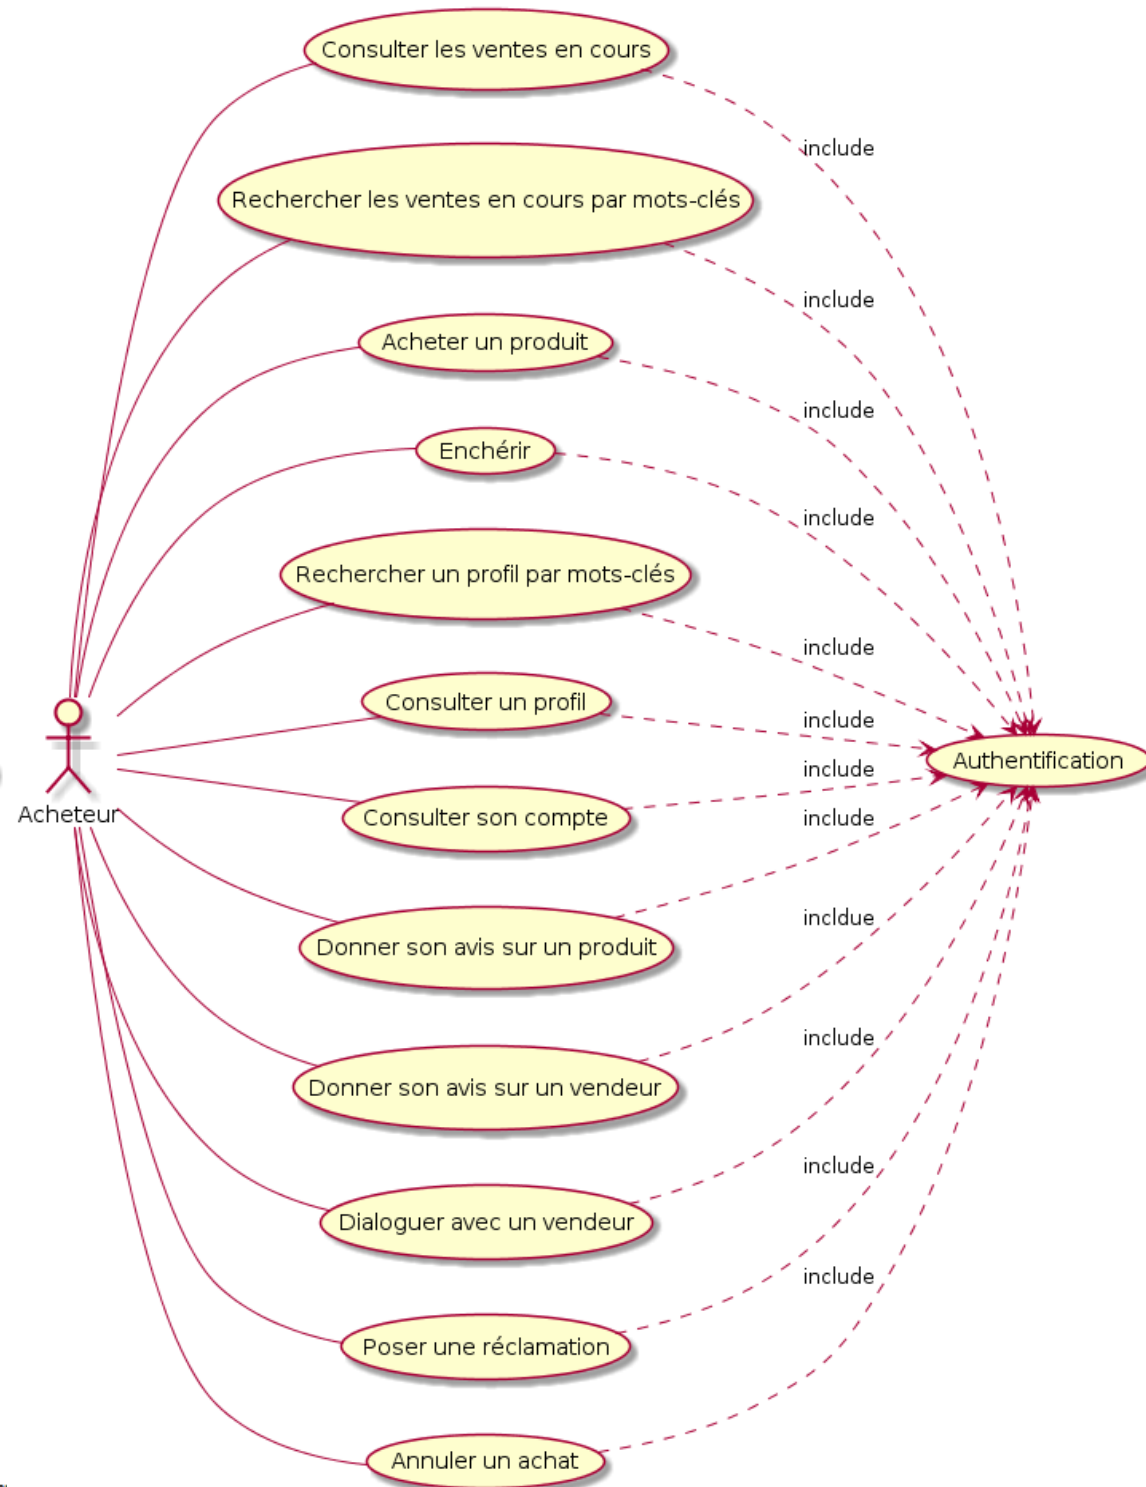 Consulter les ventes en cours
include
Rechercher les ventes en cours par mots-clés
include
Acheter un produit
include
Enchérir
include
Rechercher un profil par mots-clés
include
Consulter un profil
include
Authentification
include
Acheteur
Consulter son compte
include
Donner son avis sur un produit
incldue
Donner son avis sur un vendeur
include
Dialoguer avec un vendeur
include
Poser une réclamation
include
Annuler un achat